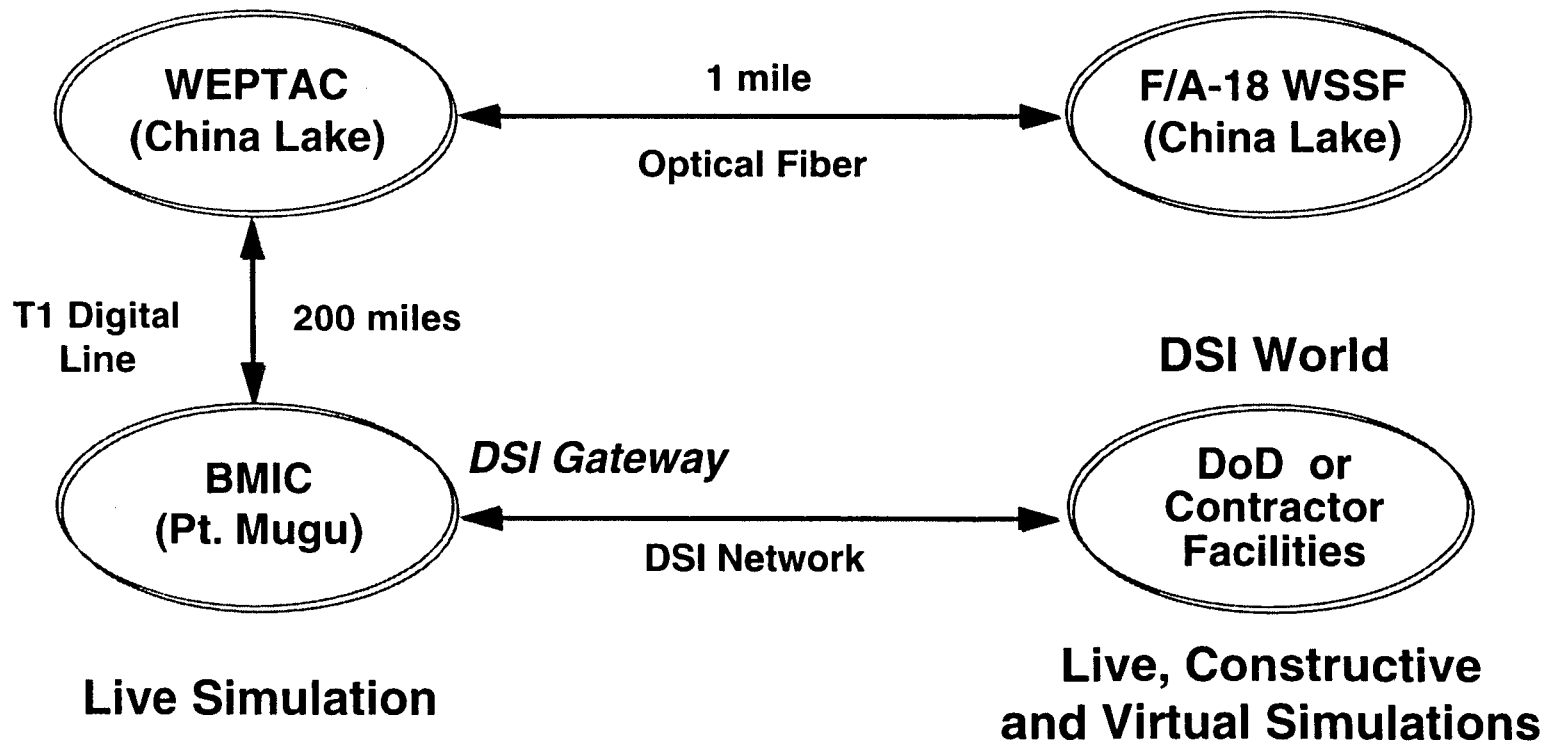 WEPTAC
(China Lake)
1 mile
Optical Fiber
F/A-18 WSSF
(China Lake)
T1 Digital
Line
200 miles
DSI World
BMIC
(Pt. Mugu)
DSI Gateway
DSI Network
DoD or
Contractor
Facilities
Live Simulation
Live, Constructive
and Virtual Simulations